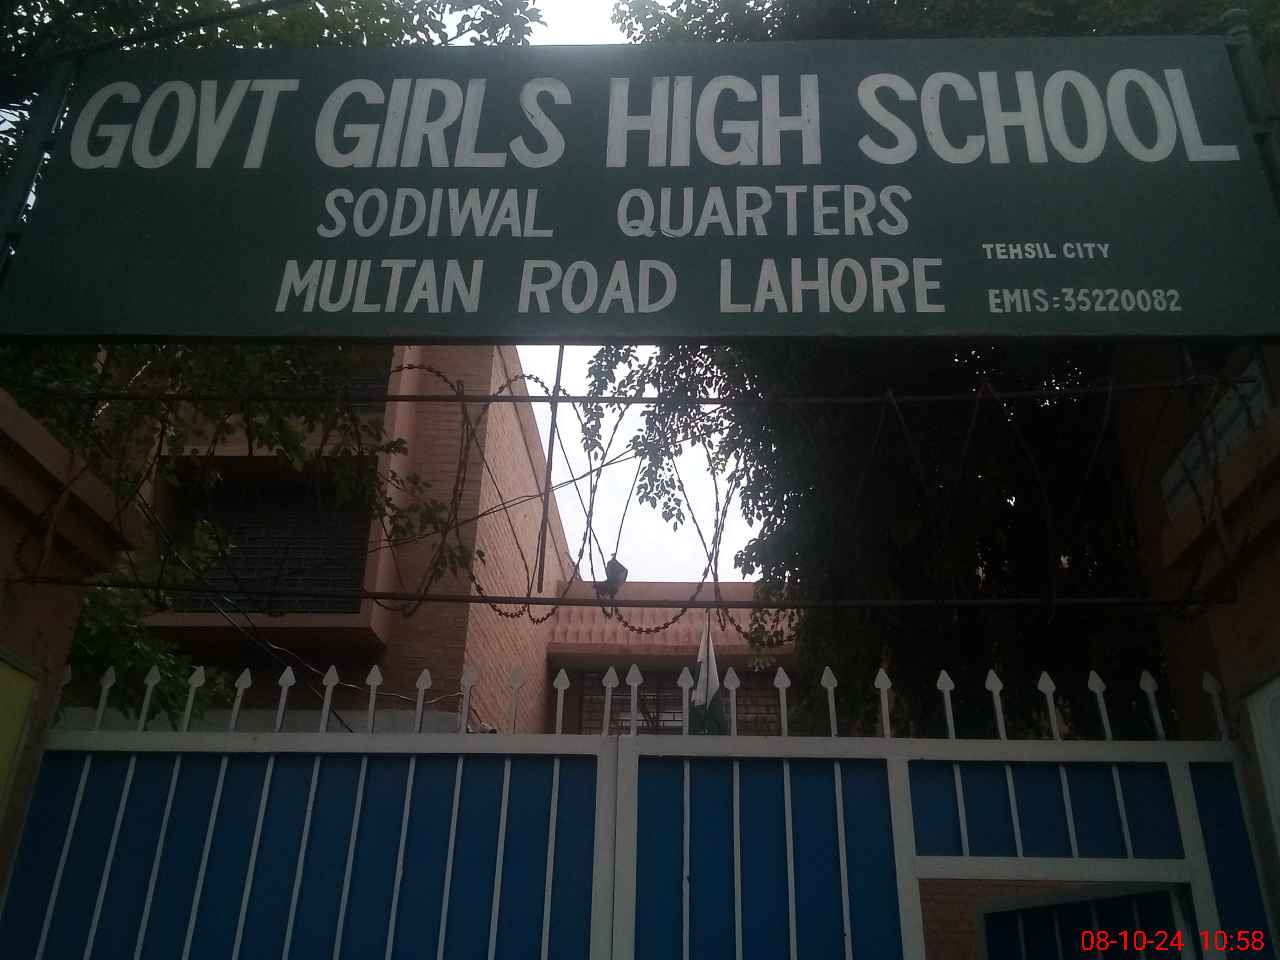 GOVT GIRLS HIGH SCHOOL
SODIWAL QUARTERS
TEHSIL CITY
MULTAN ROAD LAHORE
EMIS:35220082
08-10-24 10:58